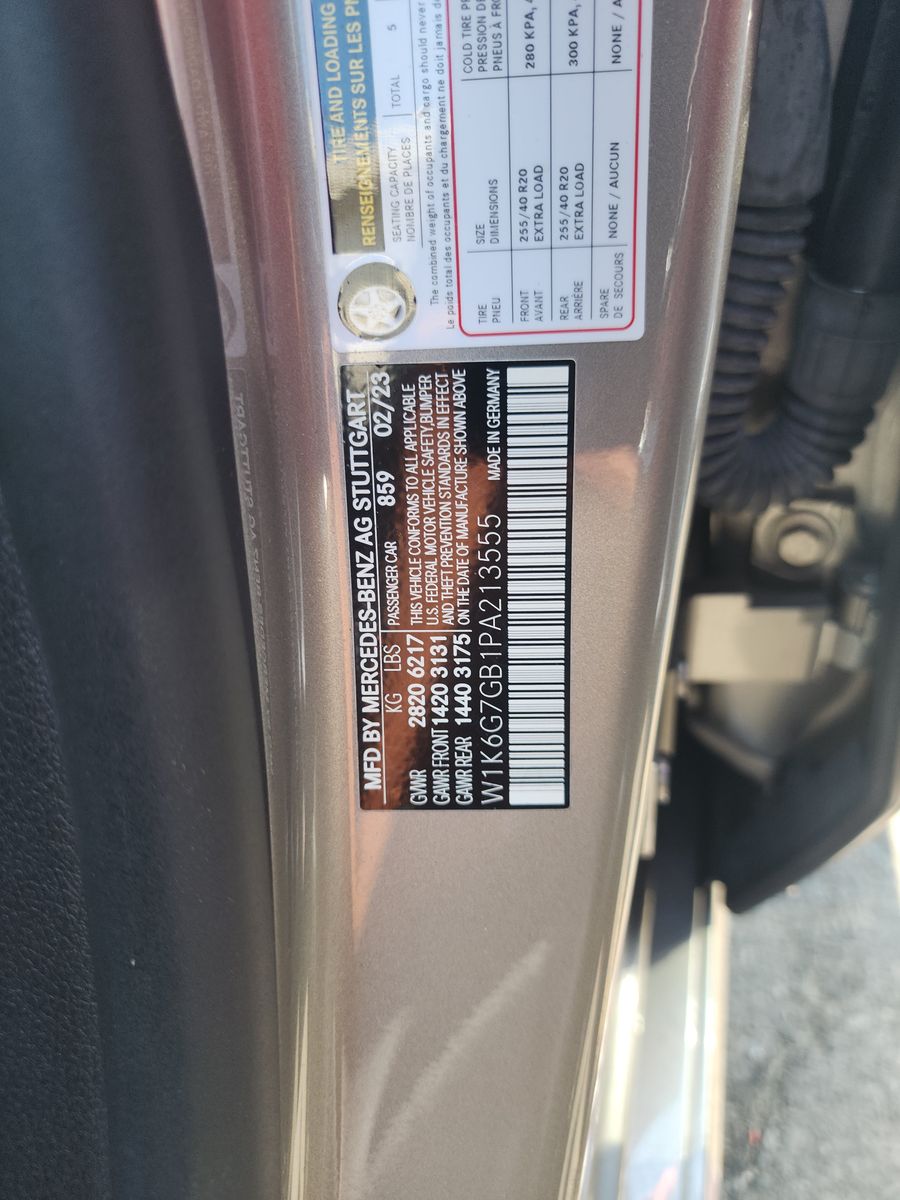 TIRE AND LOADING
RENSEIGNEMENTS SUR LES
SEATING CAPACITY
NOMBRE DE PLACES
TOTAL 5
The combined weight of occupants and cargo should never
Le poids total des occupants et du chargement ne doit jamais
TIRE
PNEU
SIZE
DIMENSIONS
COLD TIRE
PRESSION
PNEUS À
FRONT
AVANT
255/40 R20
EXTRA LOAD
280 KPA,
REAR
ARRIÈRE
255/40 R20
EXTRA LOAD
300 KPA,
SPARE
DE SECOURS
NONE / AUCUN
NONE /
MFD BY MERCEDES-BENZ AG STUTTGART
KG LBS PASSENGER CAR 859 02/23
GVWR 2820 6217 THIS VEHICLE CONFORMS TO ALL APPLICABLE
U.S. FEDERAL MOTOR VEHICLE SAFETY, BUMPER
GAWR FRONT 1420 3131 AND THEFT PREVENTION STANDARDS IN EFFECT
GAWR REAR 1440 3175 ON THE DATE OF MANUFACTURE SHOWN ABOVE
W1K6G7GB1PA213555 MADE IN GERMANY